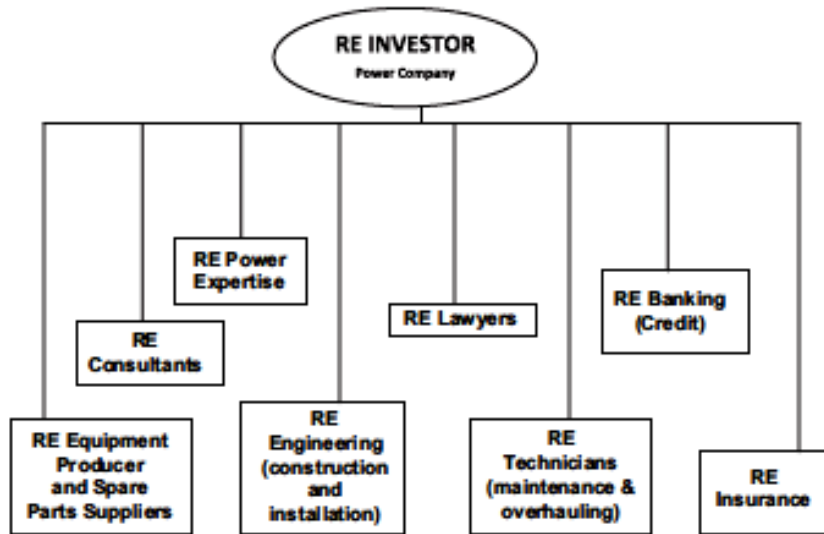 RE INVESTOR
Power Company
RE Power
Expertise
RE Banking
(Credit)
RE Lawyers
RE
Consultants
RE Equipment
Producer
and Spare
Parts Suppliers
RE
Engineering
(construction
and
installation)
RE
Technicians
(maintenance &
overhauling)
RE
Insurance